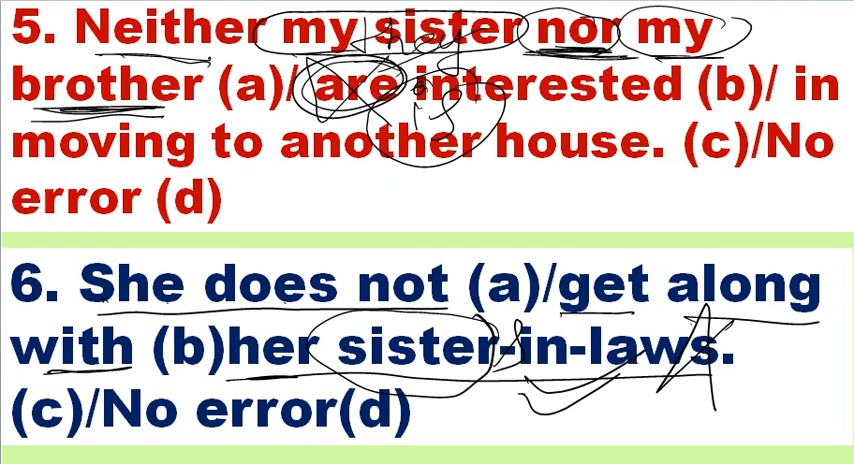 5. Neither my sister nor my
brother (a)/ are interested (b)/ in
is
moving to another house. (c)/No
error (d)
6. She does not (a)/get along
with (b)her sister-in-laws.
s
(c)/No error(d)